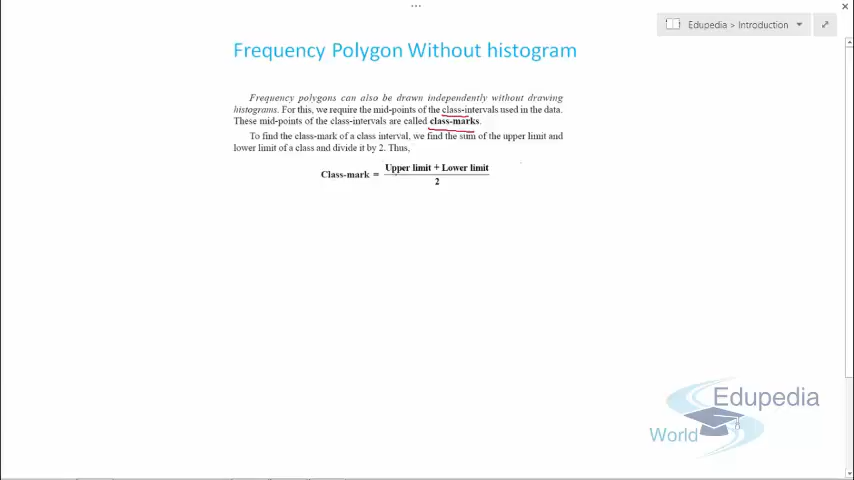 ...
Edupedia > Introduction
Frequency Polygon Without histogram
Frequency polygons can also be drawn independently without drawing
histograms. For this, we require the mid-points of the class-intervals used in the data.
These mid-points of the class-intervals are called class-marks.
To find the class-mark of a class interval, we find the sum of the upper limit and
lower limit of a class and divide it by 2. Thus,
Class-mark = Upper limit + Lower limit
2
Edupedia
World